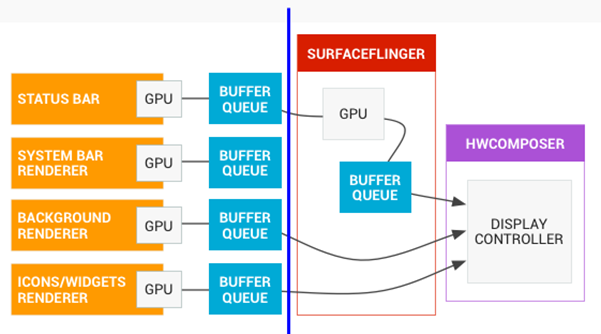 SURFACEFLINGER
STATUS BAR
GPU
BUFFER
QUEUE
GPU
SYSTEM BAR
RENDERER
GPU
BUFFER
QUEUE
BUFFER
QUEUE
HWCOMPOSER
BACKGROUND
RENDERER
GPU
BUFFER
QUEUE
DISPLAY
CONTROLLER
ICONS/WIDGETS
RENDERER
GPU
BUFFER
QUEUE